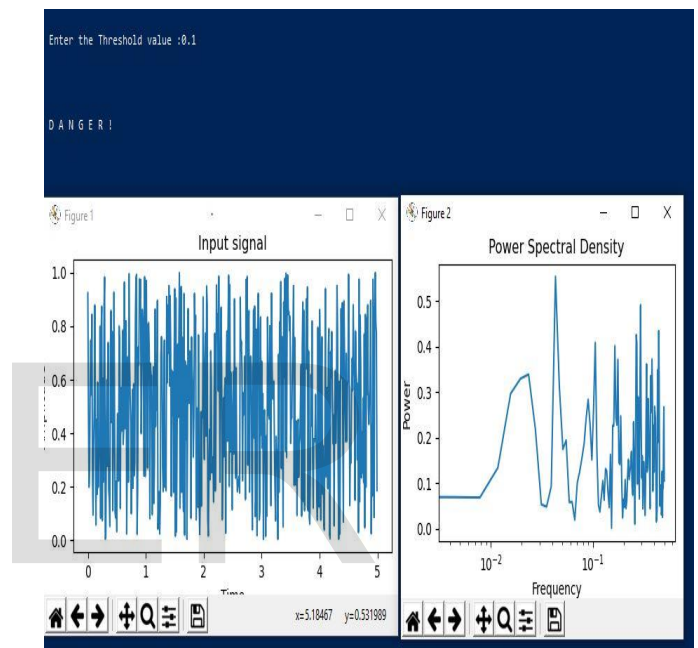 Enter the Threshold value :0.1
D A N G E R !
Figure 1
Input signal
1.0
0.8
0.6
0.4
0.2
0.0
0 1 2 3 4 5
Time
x=5.18467 y=0.531989
Figure 2
Power Spectral Density
0.5
0.4
0.3
0.2
0.1
0.0
Power
10⁻² 10⁻¹
Frequency
ER